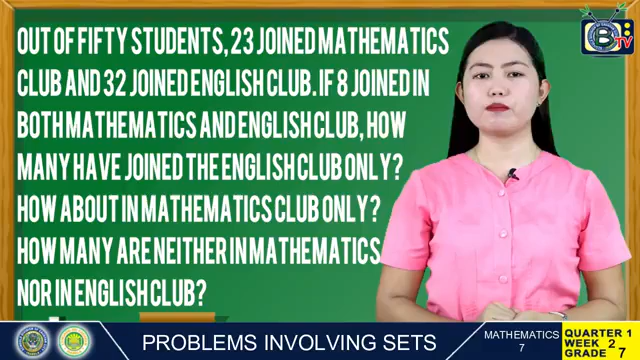 OUT OF FIFTY STUDENTS, 23 JOINED MATHEMATICS
CLUB AND 32 JOINED ENGLISH CLUB. IF 8 JOINED IN
BOTH MATHEMATICS AND ENGLISH CLUB, HOW
MANY HAVE JOINED THE ENGLISH CLUB ONLY?
HOW ABOUT IN MATHEMATICS CLUB ONLY?
HOW MANY ARE NEITHER IN MATHEMATICS
NOR IN ENGLISH CLUB?
B
TV
PROBLEMS INVOLVING SETS
MATHEMATICS
7
QUARTER 1
WEEK 2
GRADE 7